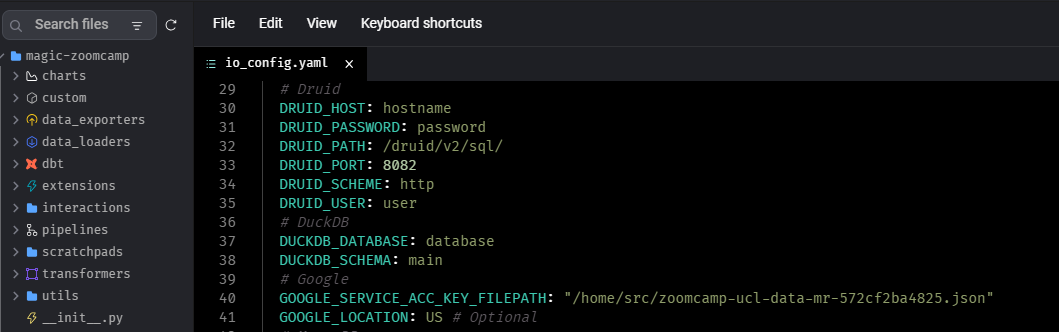 Search files
File Edit View Keyboard shortcuts
magic-zoomcamp
charts
custom
data_exporters
data_loaders
dbt
extensions
interactions
pipelines
scratchpads
transformers
utils
__init__.py
io_config.yaml
29 # Druid
30 DRUID_HOST: hostname
31 DRUID_PASSWORD: password
32 DRUID_PATH: /druid/v2/sql/
33 DRUID_PORT: 8082
34 DRUID_SCHEME: http
35 DRUID_USER: user
36 # DuckDB
37 DUCKDB_DATABASE: database
38 DUCKDB_SCHEMA: main
39 # Google
40 GOOGLE_SERVICE_ACC_KEY_FILEPATH: "/home/src/zoomcamp-ucl-data-mr-572cf2ba4825.json"
41 GOOGLE_LOCATION: US # Optional